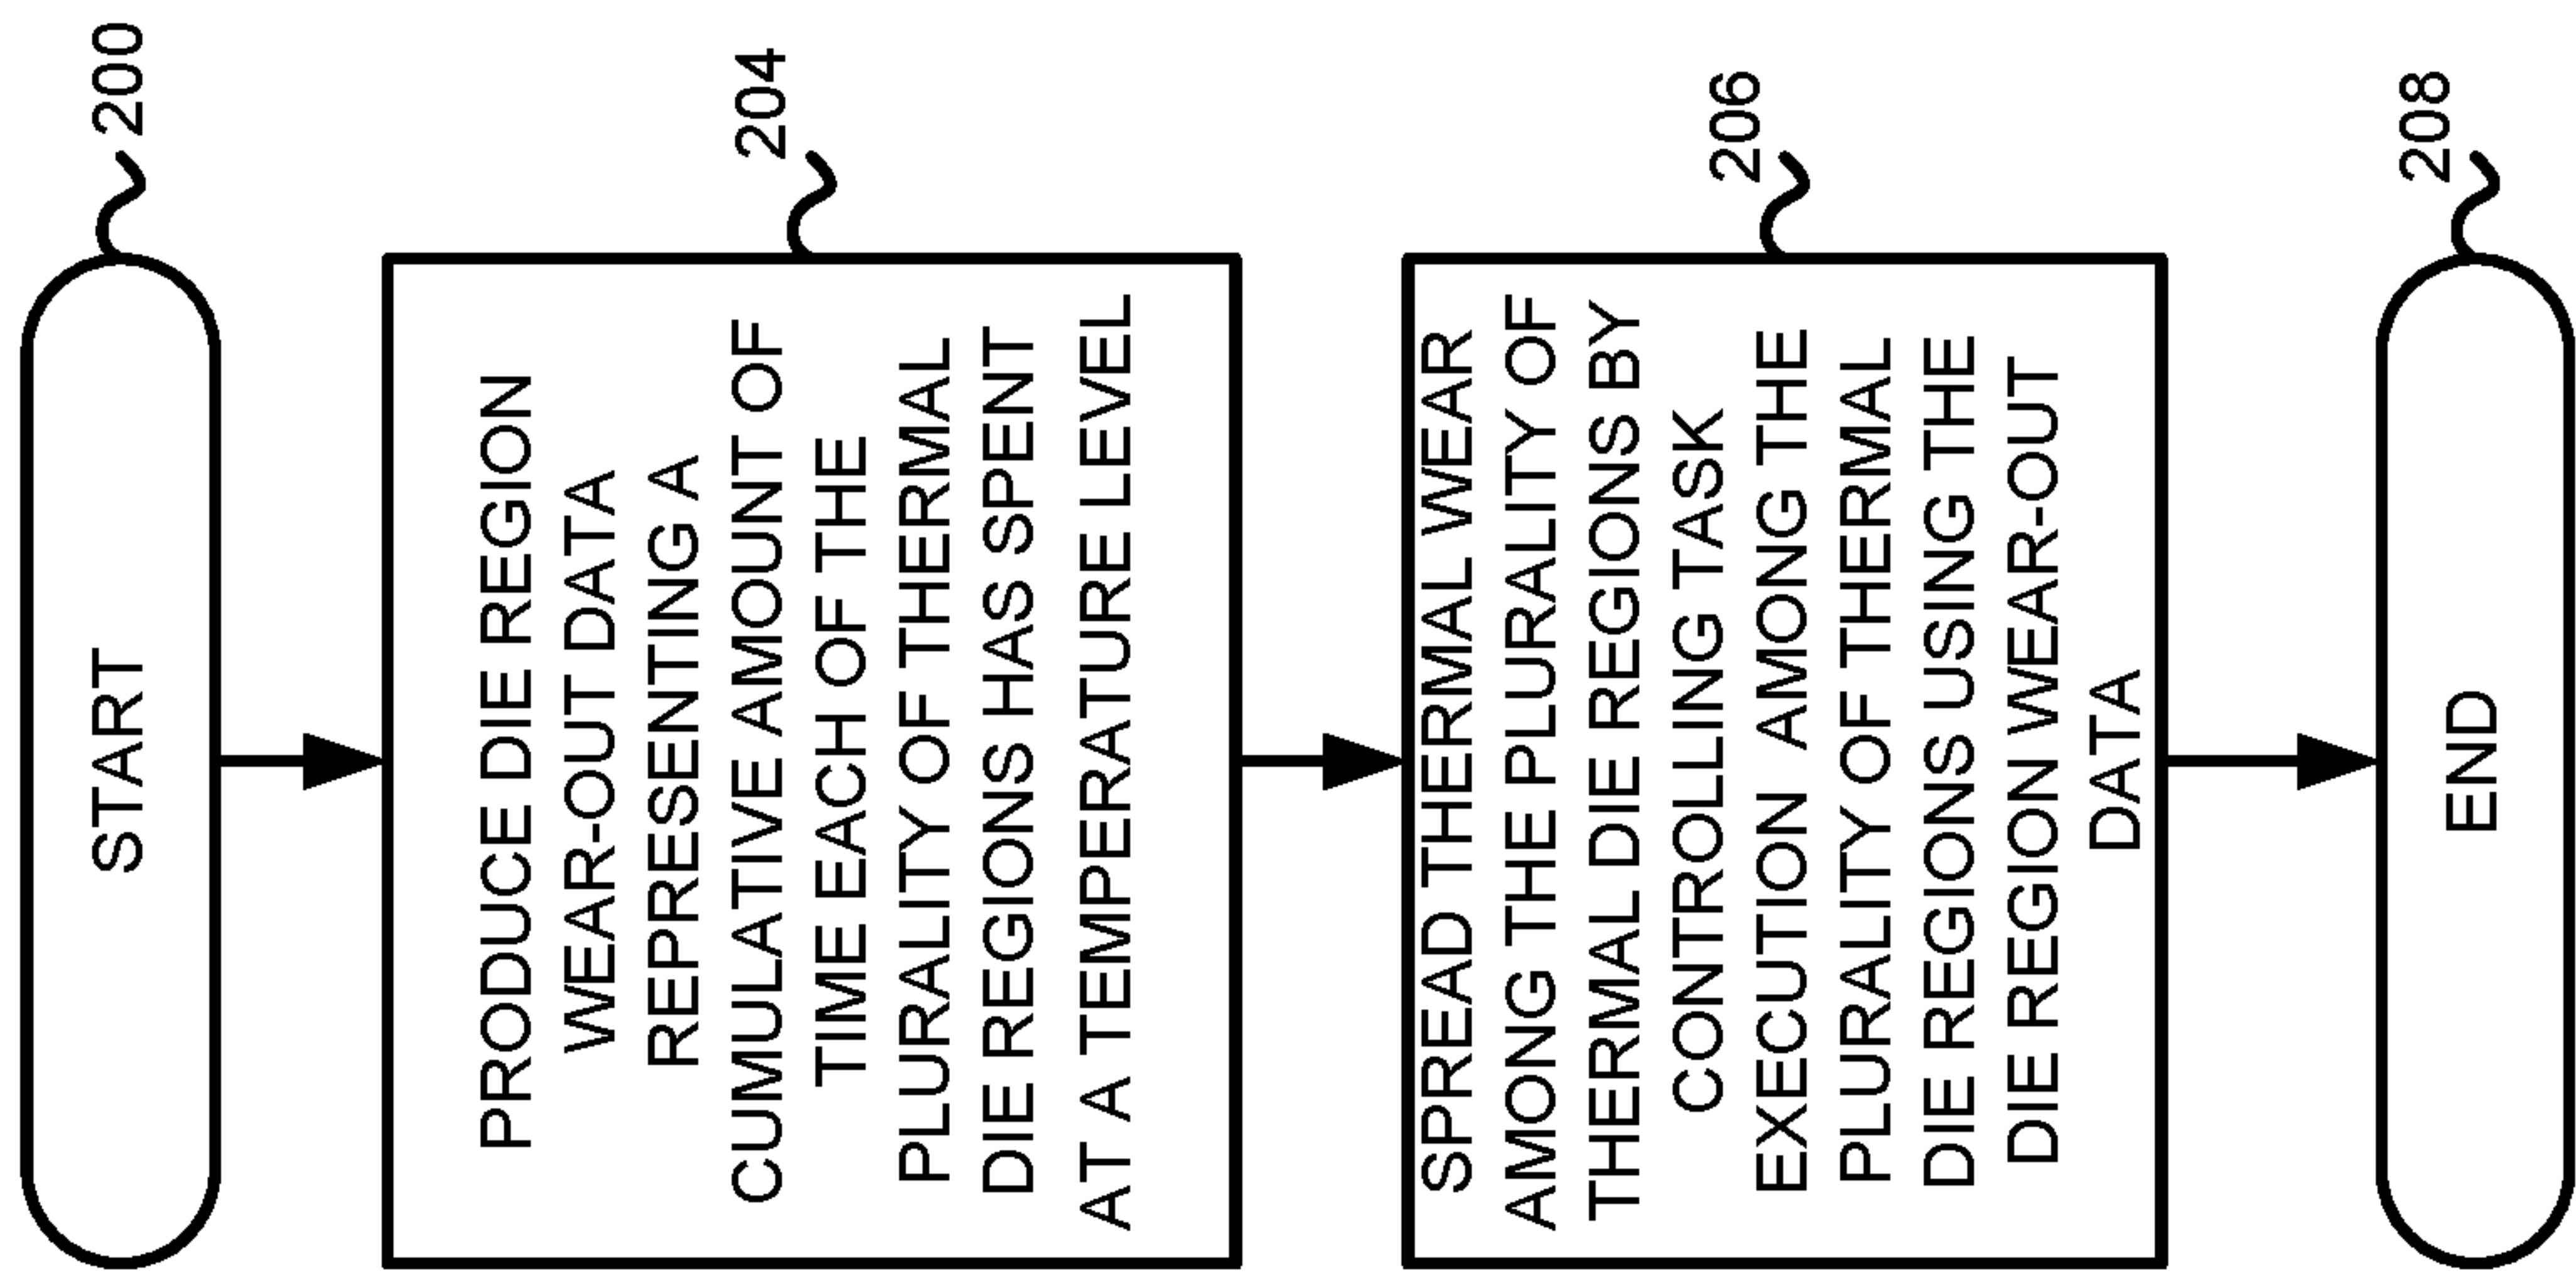 START
200
PRODUCE DIE REGION
WEAR-OUT DATA
REPRESENTING A
CUMULATIVE AMOUNT OF
TIME EACH OF THE
PLURALITY OF THERMAL
DIE REGIONS HAS SPENT
AT A TEMPERATURE LEVEL
204
SPREAD THERMAL WEAR
AMONG THE PLURALITY OF
THERMAL DIE REGIONS BY
CONTROLLING TASK
EXECUTION AMONG THE
PLURALITY OF THERMAL
DIE REGIONS USING THE
DIE REGION WEAR-OUT
DATA
206
END
208